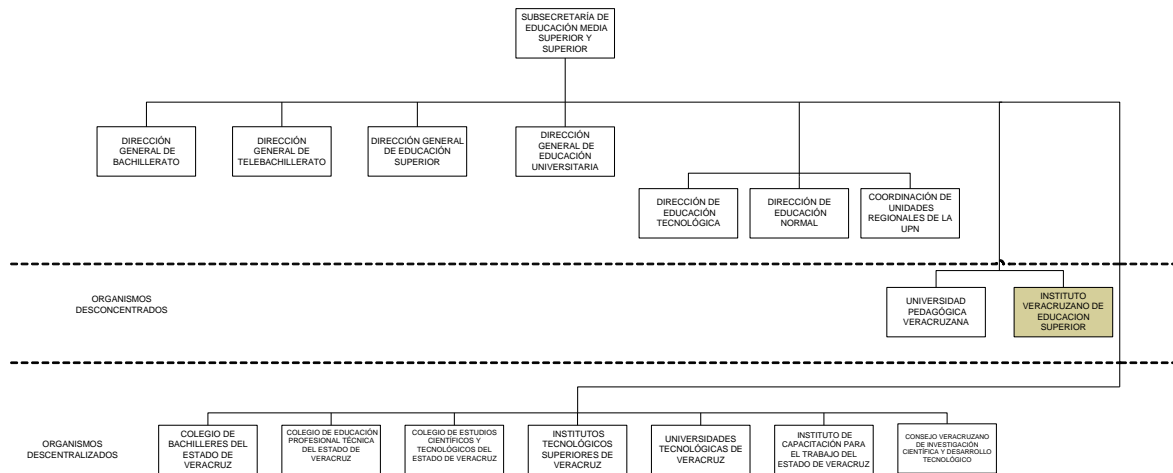 SUBSECRETARÍA DE
EDUCACIÓN MEDIA
SUPERIOR Y
SUPERIOR
DIRECCIÓN
GENERAL DE
BACHILLERATO
DIRECCIÓN
GENERAL DE
TELEBACHILLERATO
DIRECCIÓN GENERAL
DE EDUCACIÓN
SUPERIOR
DIRECCIÓN
GENERAL DE
EDUCACIÓN
UNIVERSITARIA
DIRECCIÓN DE
EDUCACIÓN
TECNOLÓGICA
DIRECCIÓN DE
EDUCACIÓN
NORMAL
COORDINACIÓN DE
UNIDADES
REGIONALES DE LA
UPN
ORGANISMOS
DESCONCENTRADOS
UNIVERSIDAD
PEDAGÓGICA
VERACRUZANA
INSTITUTO
VERACRUZANO DE
EDUCACION
SUPERIOR
ORGANISMOS
DESCENTRALIZADOS
COLEGIO DE
BACHILLERES DEL
ESTADO DE
VERACRUZ
COLEGIO DE EDUCACIÓN
PROFESIONAL TÉCNICA
DEL ESTADO DE
VERACRUZ
COLEGIO DE ESTUDIOS
CIENTÍFICOS Y
TECNOLÓGICOS DEL
ESTADO DE VERACRUZ
INSTITUTOS
TECNOLÓGICOS
SUPERIORES DE
VERACRUZ
UNIVERSIDADES
TECNOLÓGICAS DE
VERACRUZ
INSTITUTO DE
CAPACITACIÓN PARA
EL TRABAJO DEL
ESTADO DE VERACRUZ
CONSEJO VERACRUZANO
DE INVESTIGACIÓN
CIENTÍFICA Y DESARROLLO
TECNOLÓGICO